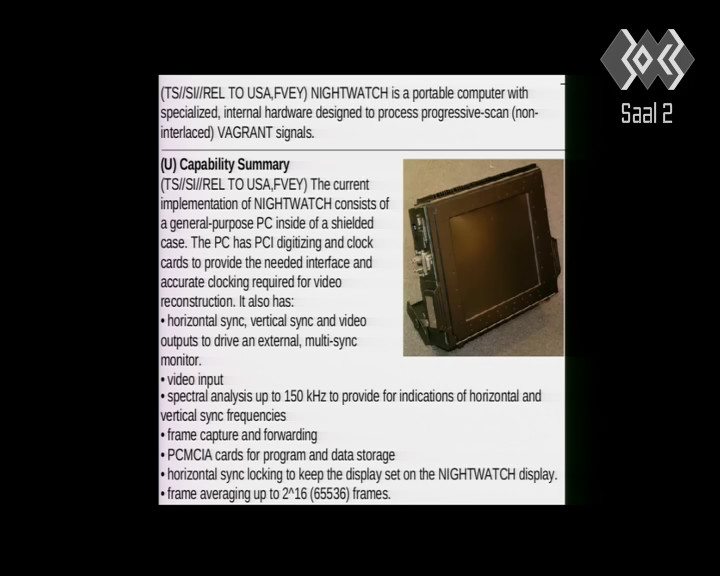 Saal 2
(TS//SI//REL TO USA,FVEY) NIGHTWATCH is a portable computer with
specialized, internal hardware designed to process progressive-scan (non-
interlaced) VAGRANT signals.
(U) Capability Summary
(TS//SI//REL TO USA,FVEY) The current
implementation of NIGHTWATCH consists of
a general-purpose PC inside of a shielded
case. The PC has PCI digitizing and clock
cards to provide the needed interface and
accurate clocking required for video
reconstruction. It also has:
• horizontal sync, vertical sync and video
outputs to drive an external, multi-sync
monitor.
• video input
• spectral analysis up to 150 kHz to provide for indications of horizontal and
vertical sync frequencies
• frame capture and forwarding
• PCMCIA cards for program and data storage
• horizontal sync locking to keep the display set on the NIGHTWATCH display.
• frame averaging up to 2^16 (65536) frames.